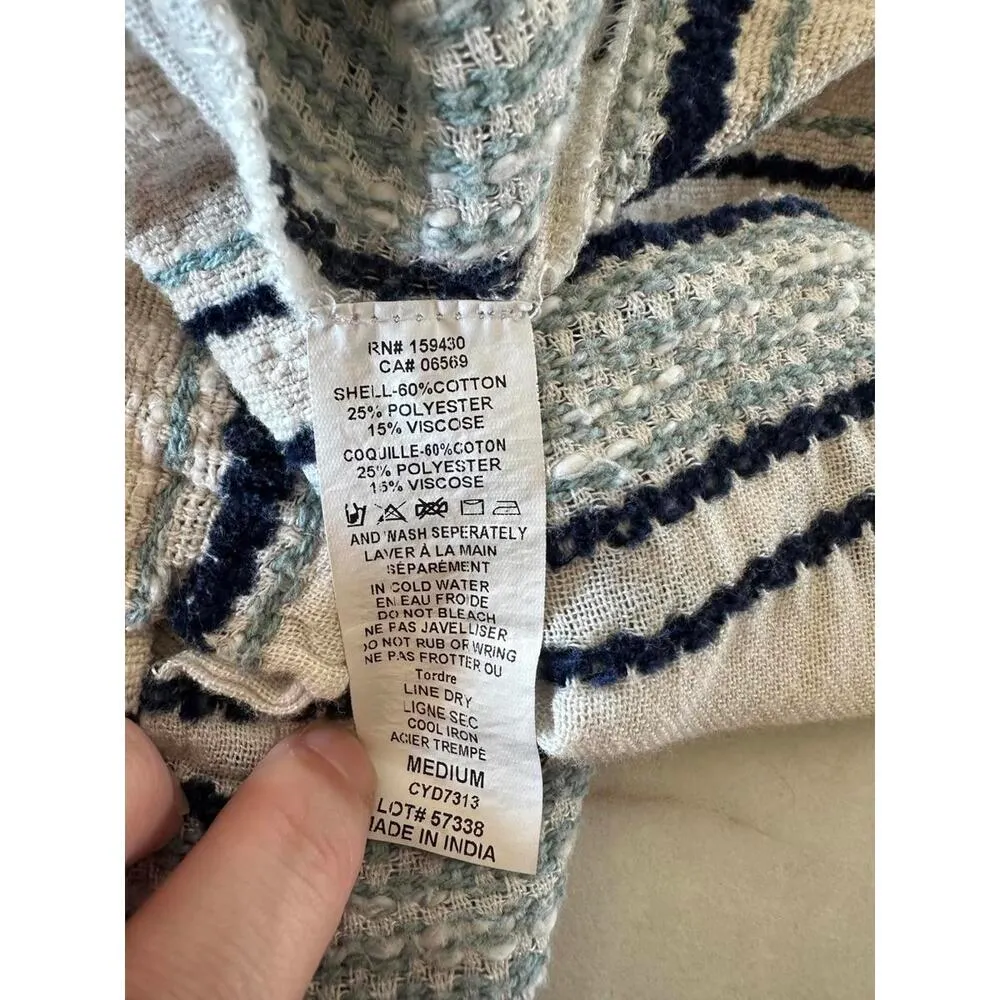 RN# 159430
CA# 06569
SHELL-60%COTTON
25% POLYESTER
15% VISCOSE
COQUILLE-60%COTON
25% POLYESTER
15% VISCOSE
AND WASH SEPERATELY
LAVER À LA MAIN
SÉPARÉMENT
IN COLD WATER
EN EAU FROIDE
DO NOT BLEACH
NE PAS JAVELLISER
DO NOT RUB OR WRING
NE PAS FROTTER OU
Tordre
LINE DRY
LIGNE SEC
COOL IRON
ACIER TREMPÉ
MEDIUM
CYD7313
LOT# 57338
MADE IN INDIA